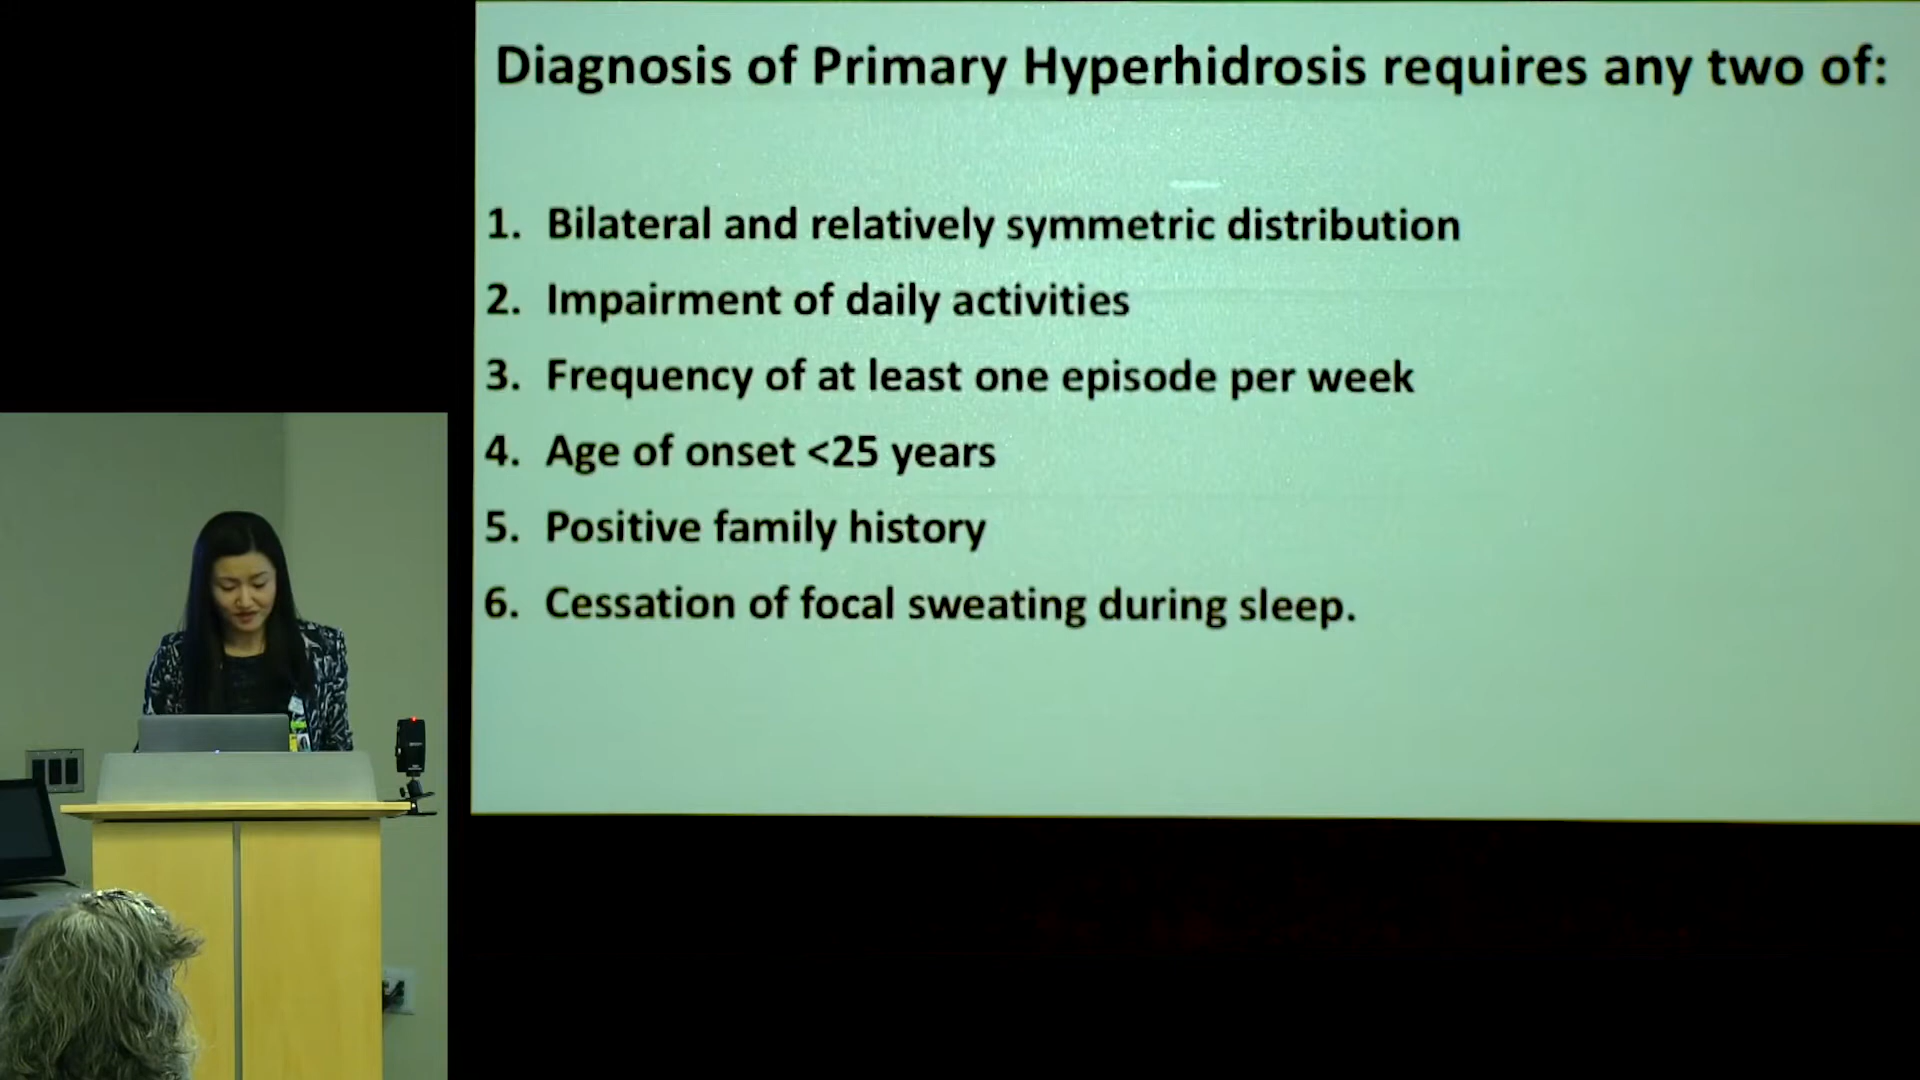 Diagnosis of Primary Hyperhidrosis requires any two of:
1. Bilateral and relatively symmetric distribution
2. Impairment of daily activities
3. Frequency of at least one episode per week
4. Age of onset <25 years
5. Positive family history
6. Cessation of focal sweating during sleep.